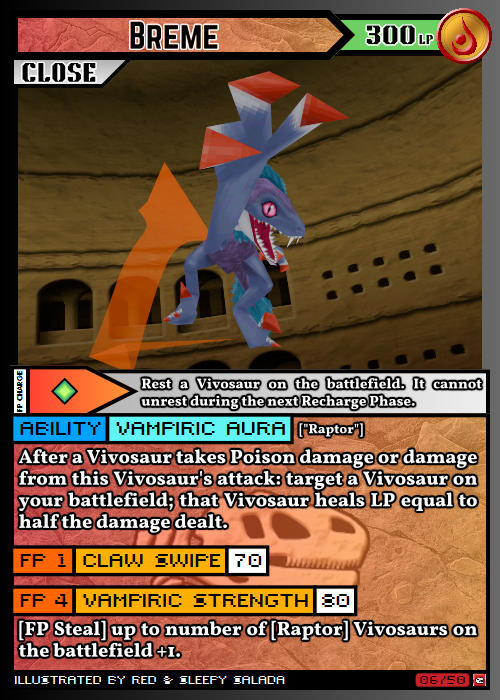 BREME
300 LP
CLOSE
FP CHARGE
Rest a Vivosaur on the battlefield. It cannot
unrest during the next Recharge Phase.
ABILITY VAMPIRIC AURA ["Raptor"]
After a Vivosaur takes Poison damage or damage
from this Vivosaur's attack: target a Vivosaur on
your battlefield; that Vivosaur heals LP equal to
half the damage dealt.
FP 1 CLAW SWIPE 70
FP 4 VAMPIRIC STRENGTH 80
[FP Steal] up to number of [Raptor] Vivosaurs on
the battlefield +1.
ILLUSTRATED BY RED & SLEEPY SALADA
06/50